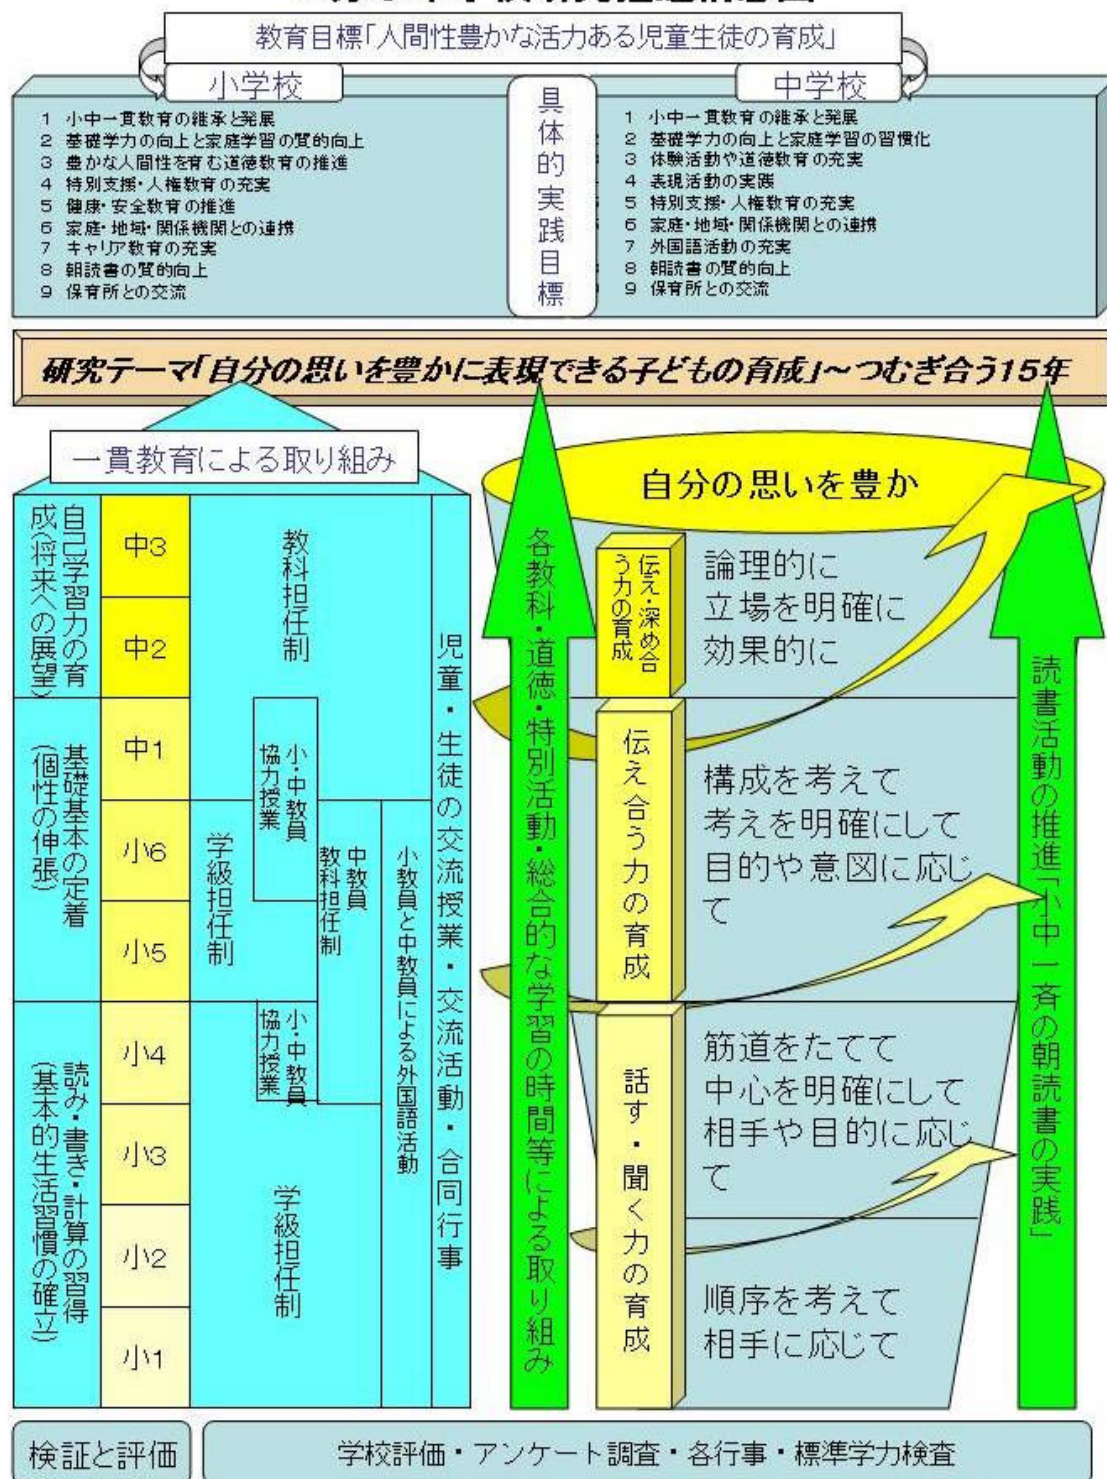 教育目標「人間性豊かな活力ある児童生徒の育成」
小学校
1 小中一貫教育の継承と発展
2 基礎学力の向上と家庭学習の質的向上
3 豊かな人間性を育む道徳教育の推進
4 特別支援・人権教育の充実
5 健康・安全教育の推進
6 家庭・地域・関係機関との連携
7 キャリア教育の充実
8 朝読書の質的向上
9 保育所との交流
具体的実践目標
中学校
1 小中一貫教育の継承と発展
2 基礎学力の向上と家庭学習の習慣化
3 体験活動や道徳教育の充実
4 表現活動の実践
5 特別支援・人権教育の充実
6 家庭・地域・関係機関との連携
7 外国語活動の充実
8 朝読書の質的向上
9 保育所との交流
研究テーマ「自分の思いを豊かに表現できる子どもの育成」～つむぎ合う15年
一貫教育による取り組み
自己学習力の育
成(将来への展望)
基礎基本の定着
(個性の伸張)
読み・書き・計算の習得
(基本的生活習慣の確立)
中3
中2
中1
小6
小5
小4
小3
小2
小1
教科担任制
小・中教員
協力授業
学級担任制
中教員
教科担任制
小・中教員
協力授業
学級担任制
小教員と中教員による外国語活動
児童・生徒の交流授業・交流活動・合同行事
各教科・道徳・特別活動・総合的な学習の時間等による取り組み
自分の思いを豊か
伝え・深め合
う力の育成
論理的に
立場を明確に
効果的に
伝え合う力の育成
構成を考えて
考えを明確にして
目的や意図に応じ
て
話す・聞く力の育成
筋道をたてて
中心を明確にして
相手や目的に応じ
て
順序を考えて
相手に応じて
読書活動の推進「小中一斉の朝読書の実践」
検証と評価
学校評価・アンケート調査・各行事・標準学力検査